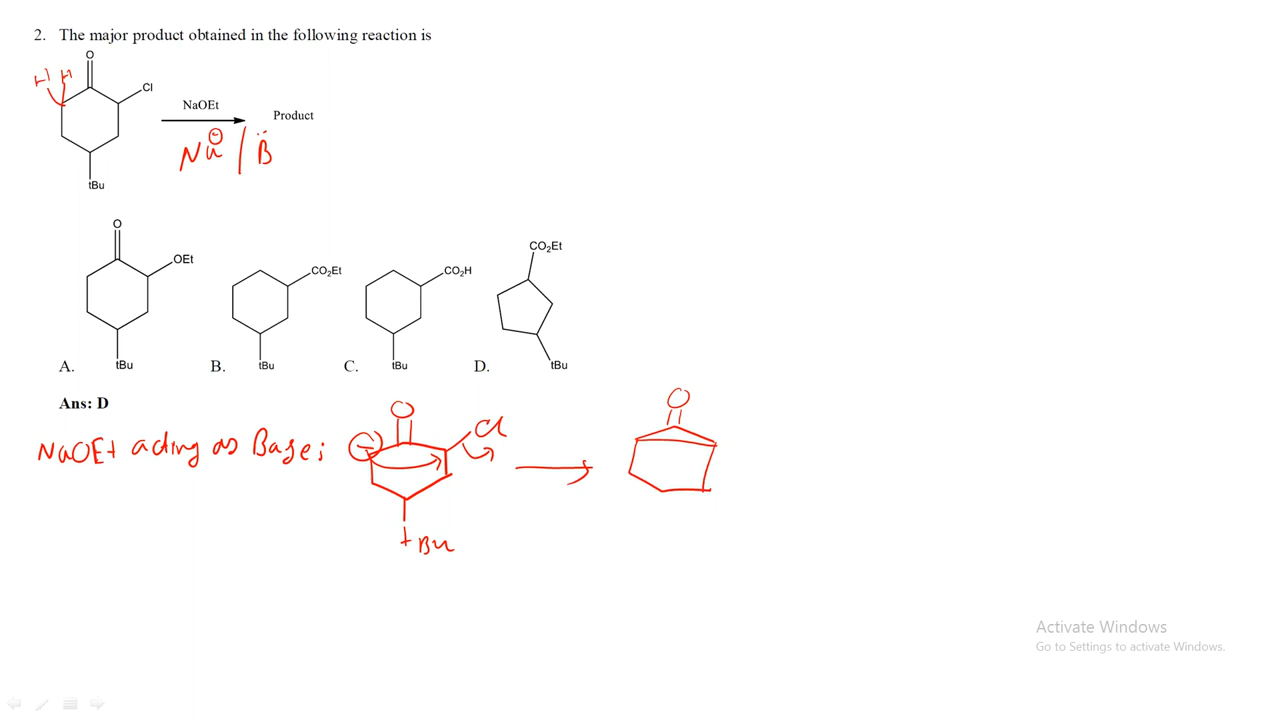 2. The major product obtained in the following reaction is
O
H H
Cl
NaOEt
Product
Nu⊖ / B̈
tBu
O
OEt
CO₂Et
CO₂H
CO₂Et
A.
tBu
B.
tBu
C.
tBu
D.
tBu
Ans: D
NaOEt acting as Base;
⊖
O
Cl
O
tBu
Activate Windows
Go to Settings to activate Windows.